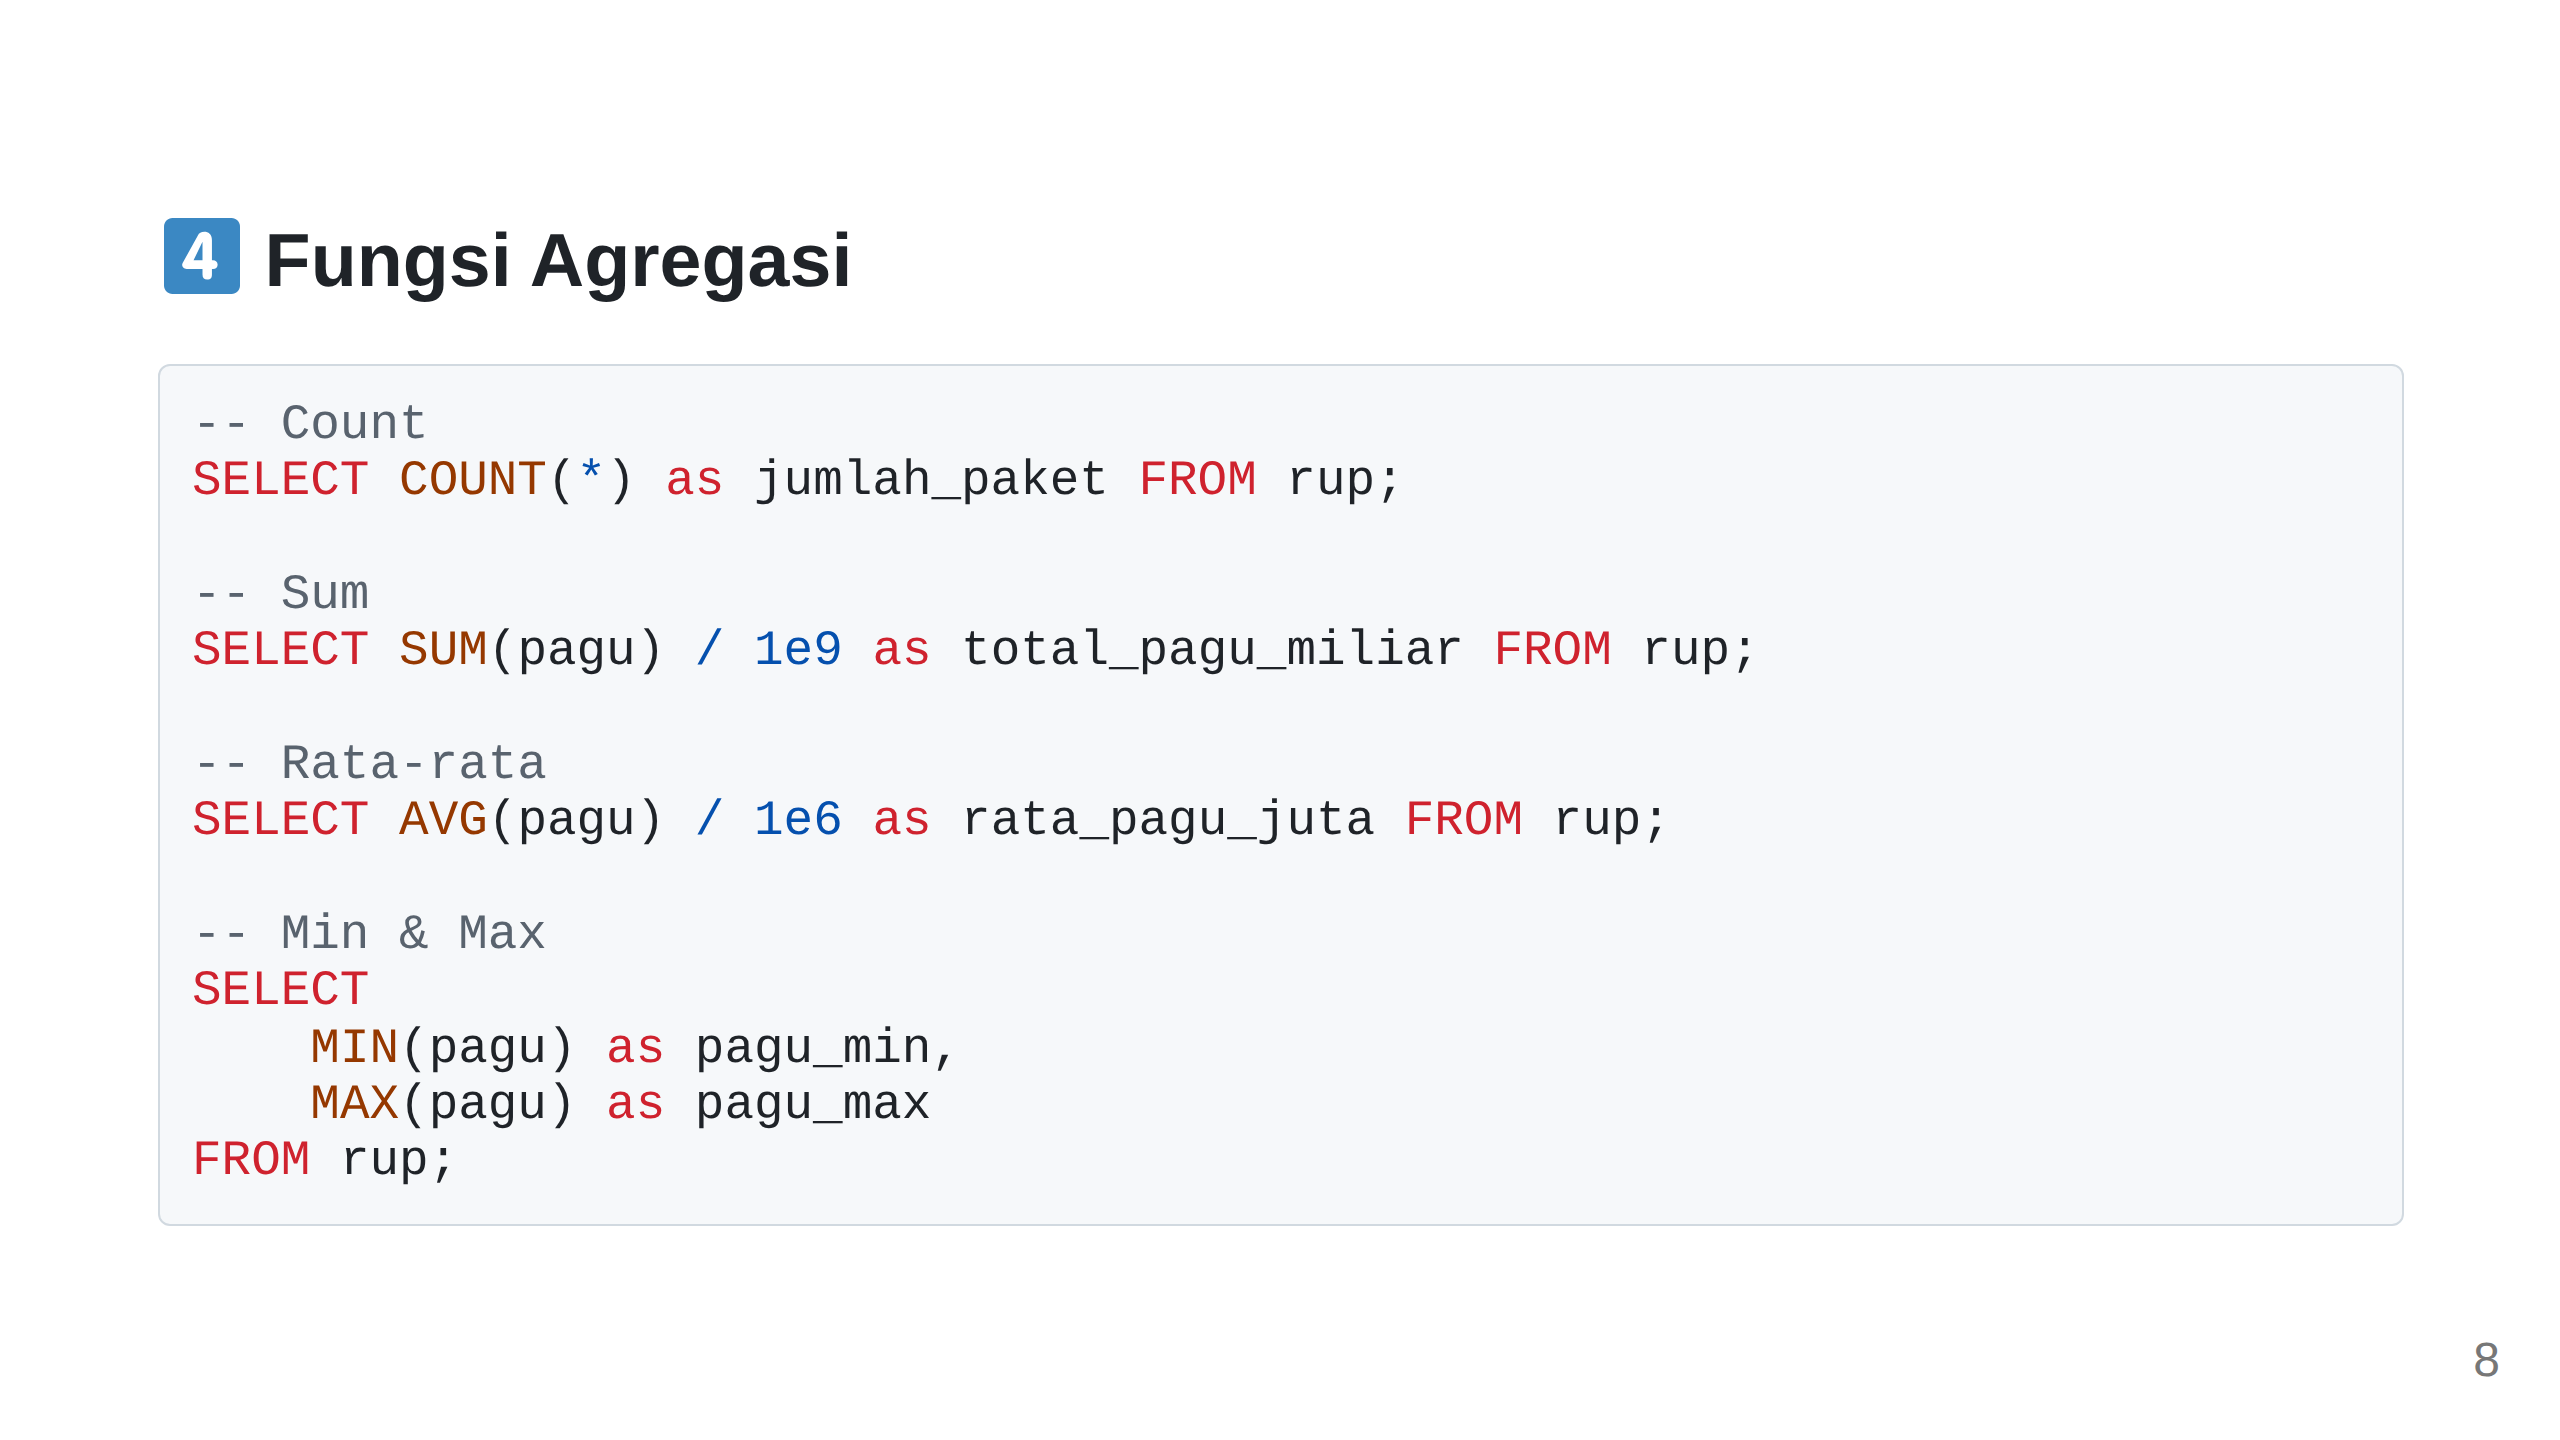 4 Fungsi Agregasi
-- Count
SELECT COUNT(*) as jumlah_paket FROM rup;
-- Sum
SELECT SUM(pagu) / 1e9 as total_pagu_miliar FROM rup;
-- Rata-rata
SELECT AVG(pagu) / 1e6 as rata_pagu_juta FROM rup;
-- Min & Max
SELECT
    MIN(pagu) as pagu_min,
    MAX(pagu) as pagu_max
FROM rup;
8